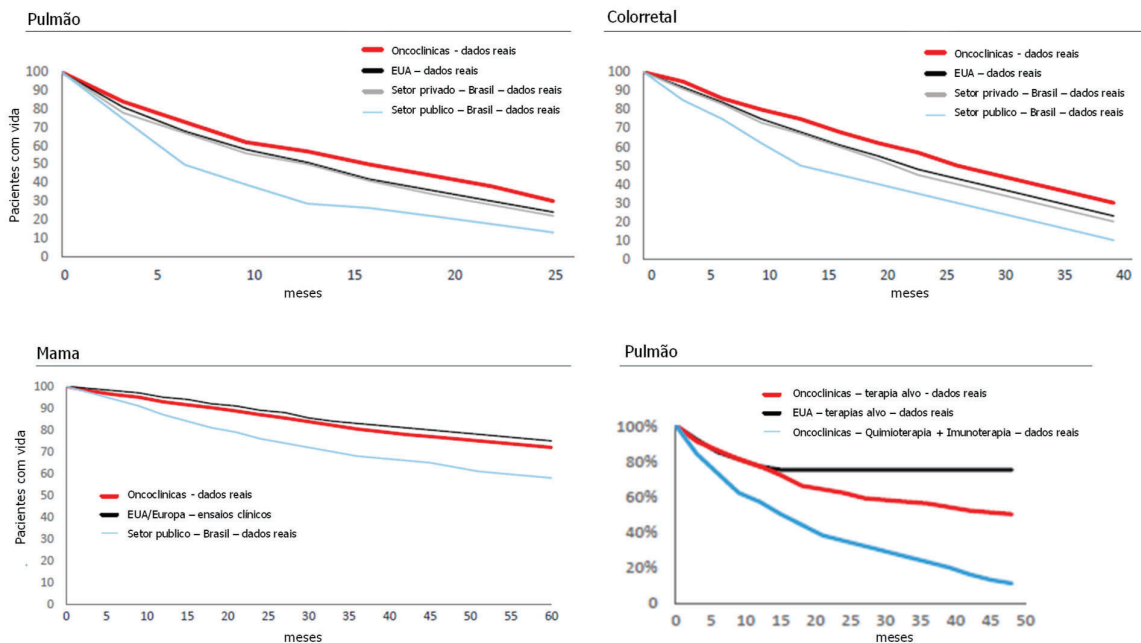 Pulmão
Oncoclinicas - dados reais
EUA – dados reais
Setor privado – Brasil – dados reais
Setor publico – Brasil – dados reais
Pacientes com vida
100
90
80
70
60
50
40
30
20
10
0
0 5 10 15 20 25
meses
Colorretal
Oncoclinicas - dados reais
EUA – dados reais
Setor privado – Brasil – dados reais
Setor publico – Brasil – dados reais
100
90
80
70
60
50
40
30
20
10
0
0 5 10 15 20 25 30 35 40
meses
Mama
100
90
80
70
60
50
40
30
20
10
0
Pacientes com vida
Oncoclinicas - dados reais
EUA/Europa – ensaios clínicos
Setor publico – Brasil – dados reais
0 5 10 15 20 25 30 35 40 45 50 55 60
meses
Pulmão
Oncoclinicas – terapia alvo - dados reais
EUA – terapias alvo – dados reais
Oncoclinicas – Quimioterapia + Imunoterapia – dados reais
100%
80%
60%
40%
20%
0
0 5 10 15 20 25 30 35 40 45 50
meses